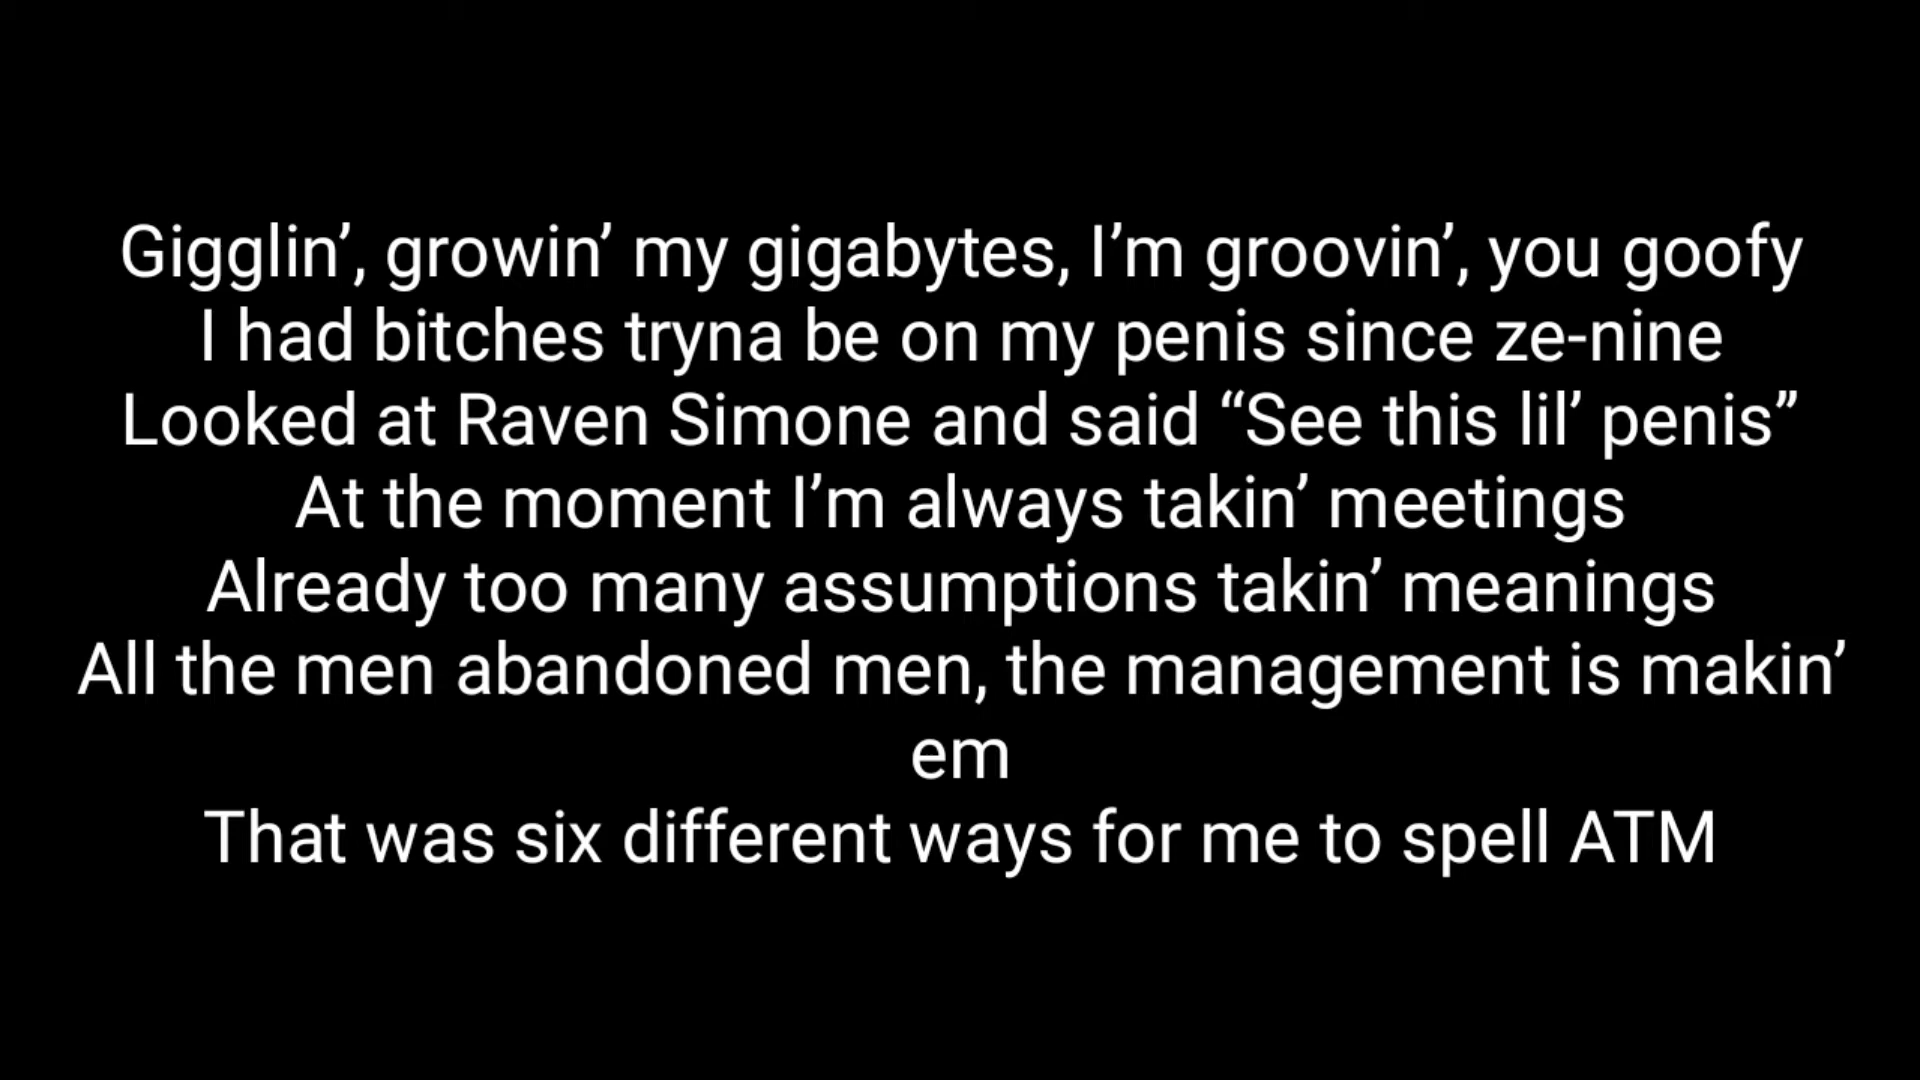 Gigglin’, growin’ my gigabytes, I’m groovin’, you goofy
I had bitches tryna be on my penis since ze-nine
Looked at Raven Simone and said “See this lil’ penis”
At the moment I’m always takin’ meetings
Already too many assumptions takin’ meanings
All the men abandoned men, the management is makin’
em
That was six different ways for me to spell ATM